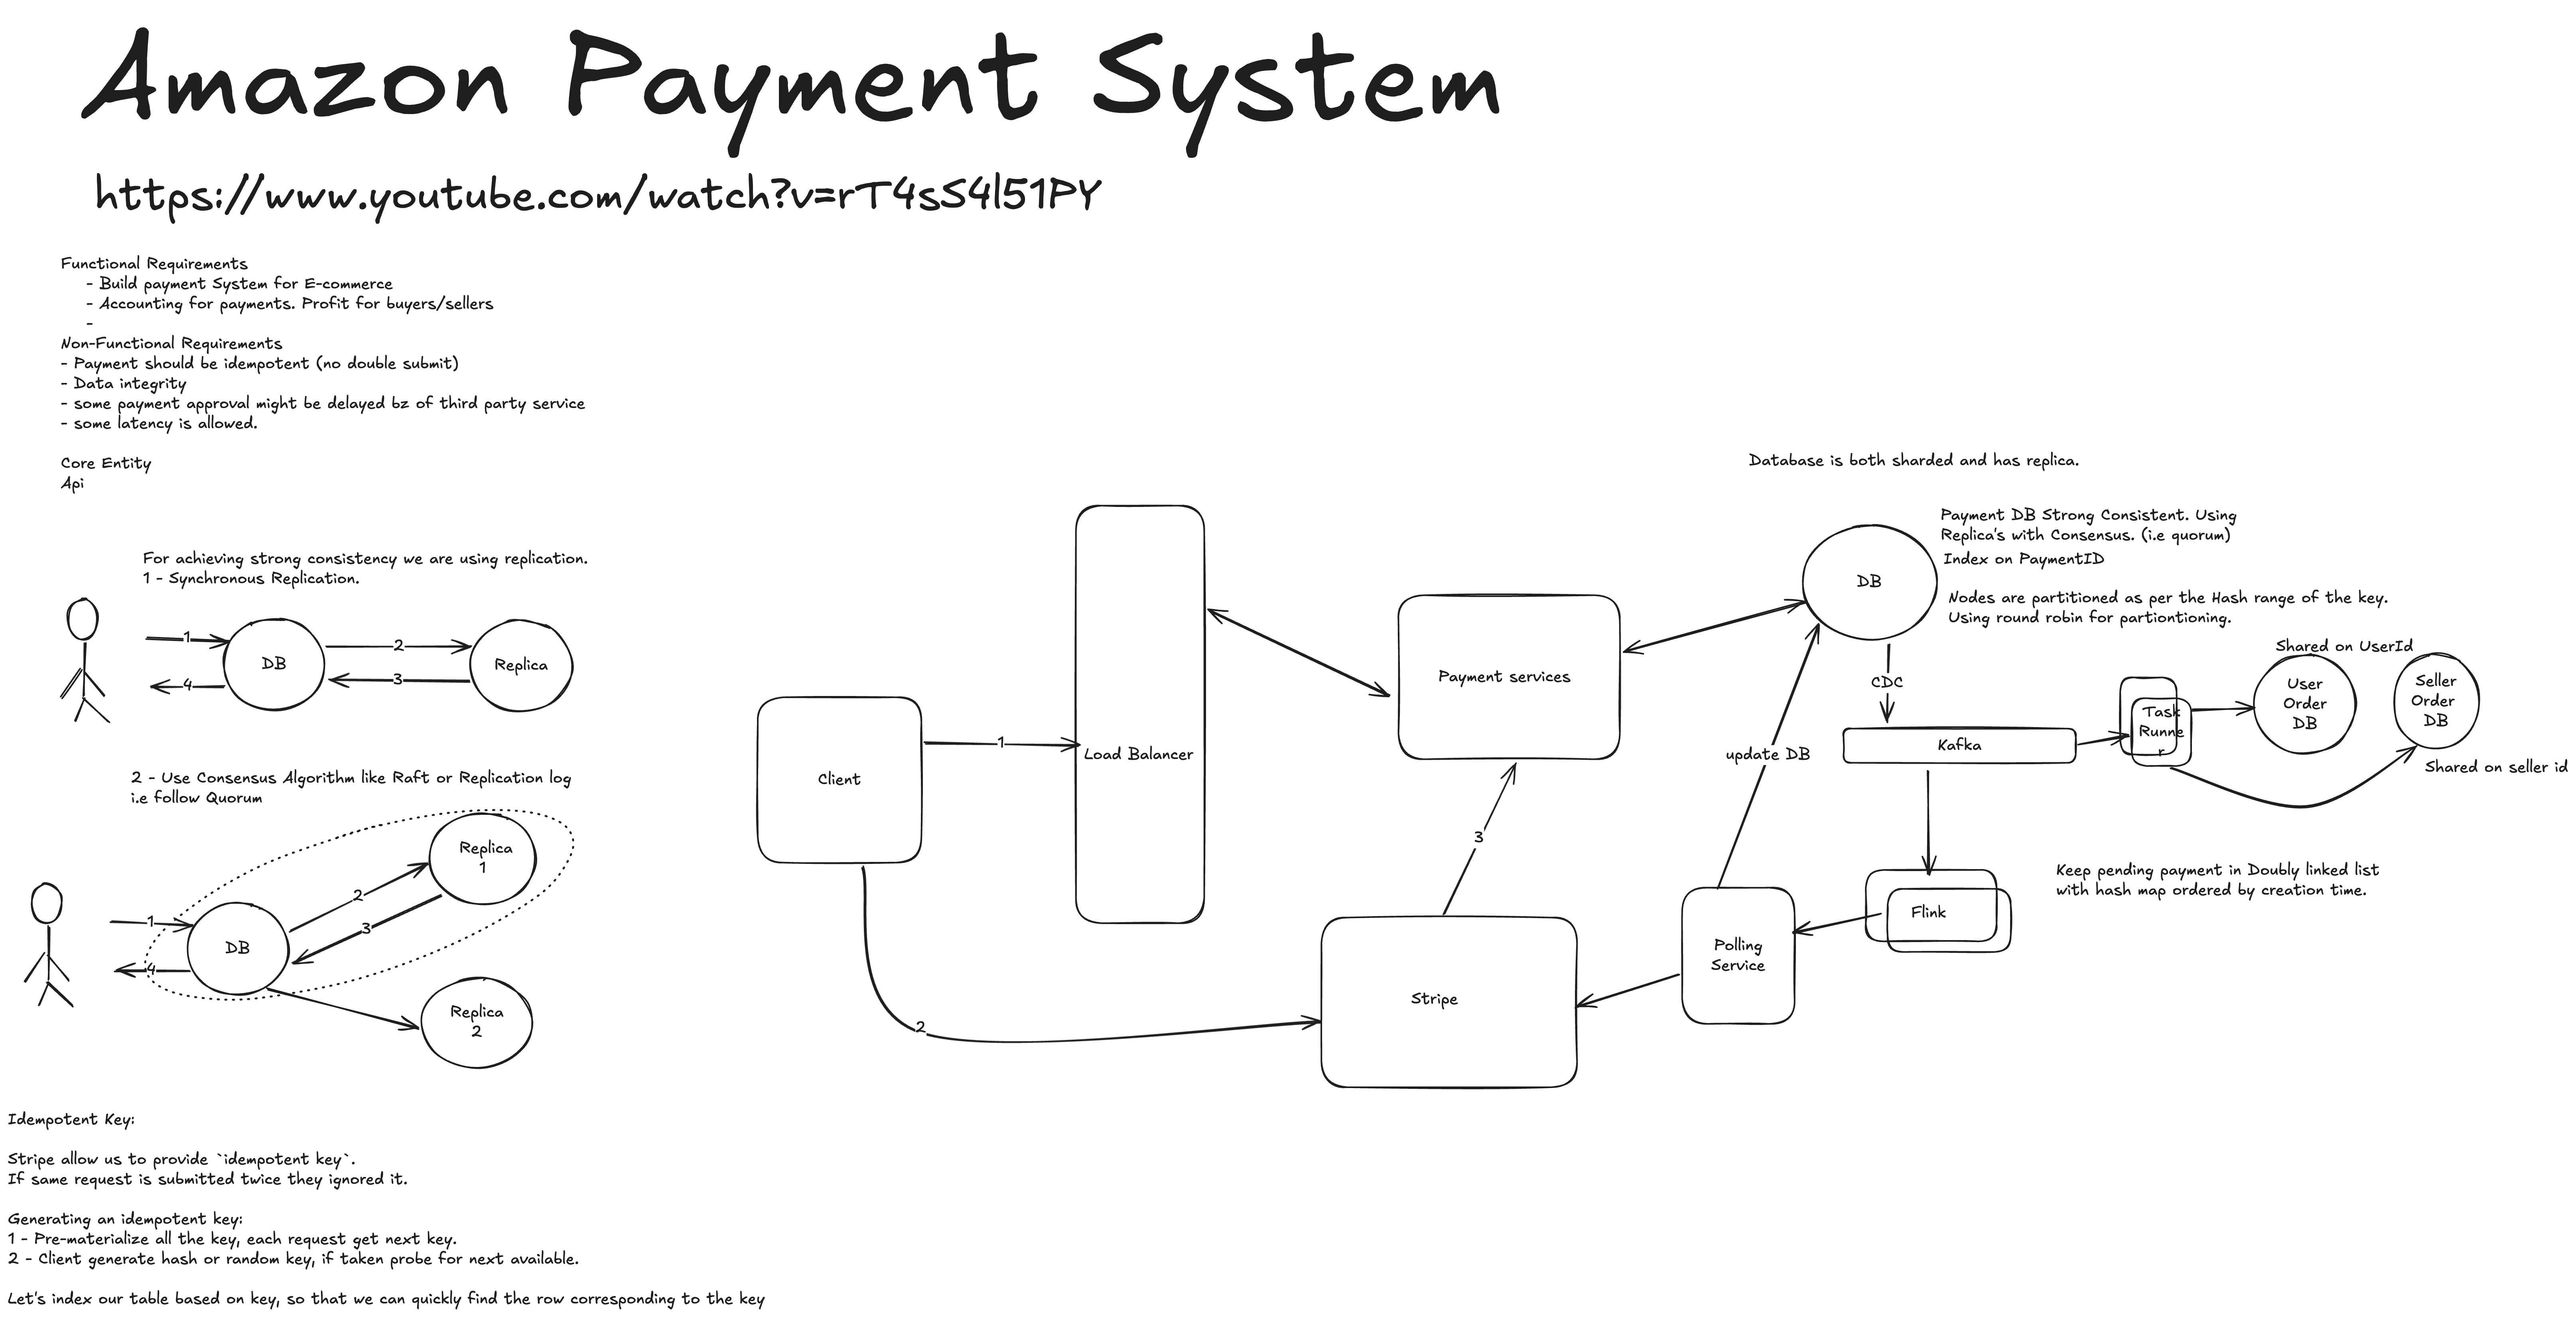 Amazon Payment System
https://www.youtube.com/watch?v=rT4sS4l51PY
Functional Requirements
- Build payment System for E-commerce
- Accounting for payments. Profit for buyers/sellers
-
Non-Functional Requirements
- Payment should be idempotent (no double submit)
- Data integrity
- some payment approval might be delayed bz of third party service
- some latency is allowed.
Core Entity
Api
For achieving strong consistency we are using replication.
1 - Synchronous Replication.
1
2
3
4
DB
Replica
2 - Use Consensus Algorithm like Raft or Replication log
i.e follow Quorum
1
2
3
4
DB
Replica
1
Replica
2
Idempotent Key:
Stripe allow us to provide `idempotent key`.
If same request is submitted twice they ignored it.
Generating an idempotent key:
1 - Pre-materialize all the key, each request get next key.
2 - Client generate hash or random key, if taken probe for next available.
Let's index our table based on key, so that we can quickly find the row corresponding to the key
Client
1
Load Balancer
2
Payment services
3
Stripe
Database is both sharded and has replica.
DB
Payment DB Strong Consistent. Using
Replica's with Consensus. (i.e quorum)
Index on PaymentID
Nodes are partitioned as per the Hash range of the key.
Using round robin for partiontioning.
CDC
Kafka
update DB
Polling
Service
Flink
Keep pending payment in Doubly linked list
with hash map ordered by creation time.
Task
Runne
r
Shared on UserId
User
Order
DB
Seller
Order
DB
Shared on seller id